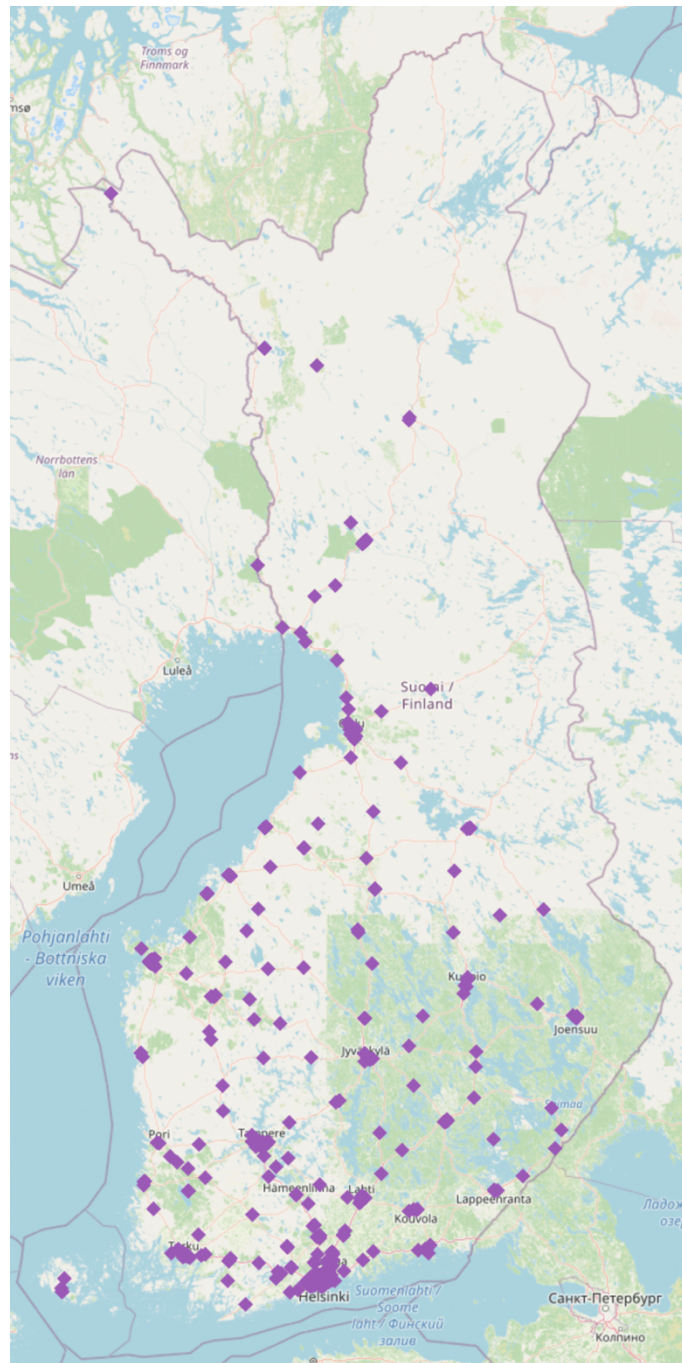 Troms og
Finnmark
msø
Norrbottens
län
Luleå
Suomi /
Finland
Umeå
Pohjanlahti
- Bottniska
viken
Kuopio
Joensuu
Jyväskylä
Pori
Tampere
Hämeenlinna
Lahti
Lappeenranta
Kouvola
Turku
Helsinki
Suomenlahti /
Soome
laht / Финский
залив
Санкт-Петербург
Колпино
Ладож
озер